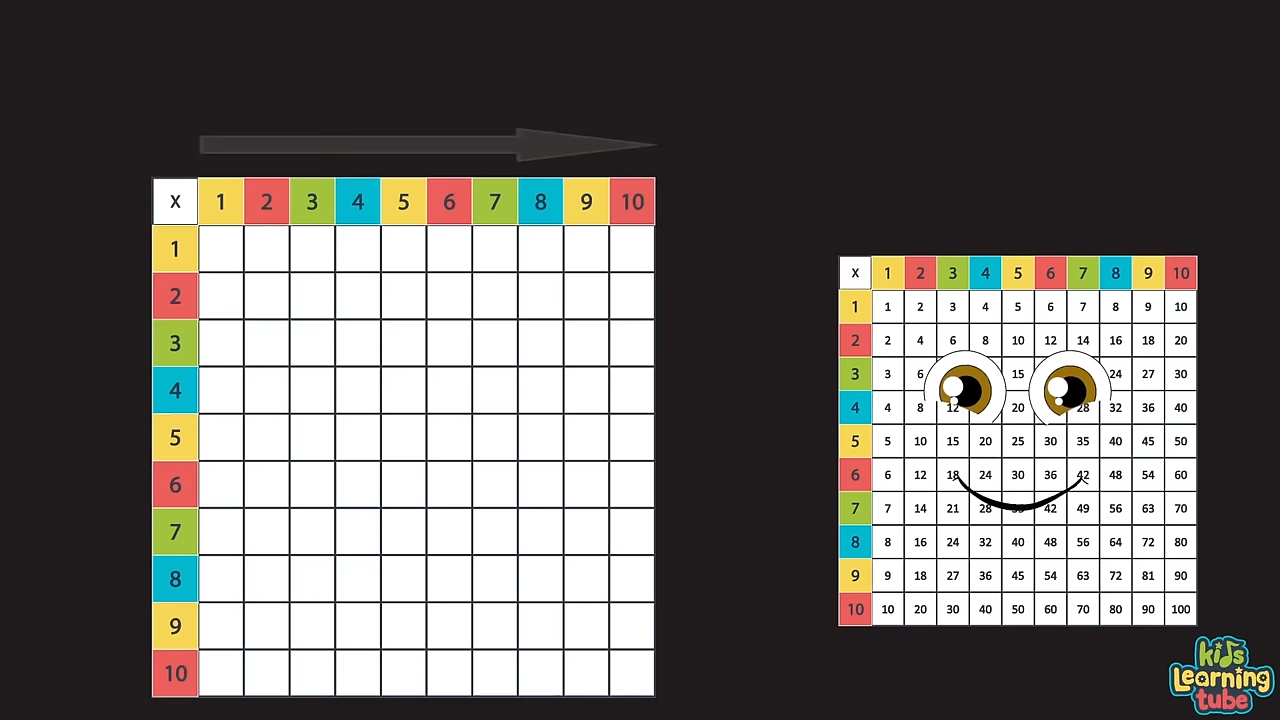 X 1 2 3 4 5 6 7 8 9 10
1
2
3
4
5
6
7
8
9
10
X 1 2 3 4 5 6 7 8 9 10
1 1 2 3 4 5 6 7 8 9 10
2 2 4 6 8 10 12 14 16 18 20
3 3 6 15 24 27 30
4 4 8 12 20 28 32 36 40
5 5 10 15 20 25 30 35 40 45 50
6 6 12 18 24 30 36 42 48 54 60
7 7 14 21 28 42 49 56 63 70
8 8 16 24 32 40 48 56 64 72 80
9 9 18 27 36 45 54 63 72 81 90
10 10 20 30 40 50 60 70 80 90 100
kids
Learning
tube